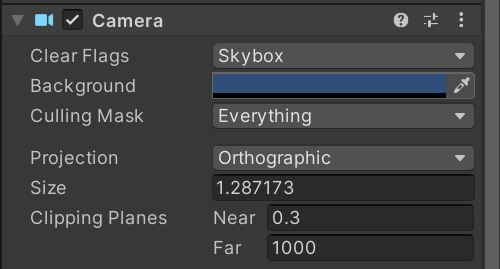 Camera
Clear Flags Skybox
Background
Culling Mask Everything
Projection Orthographic
Size 1.287173
Clipping Planes Near 0.3
Far 1000